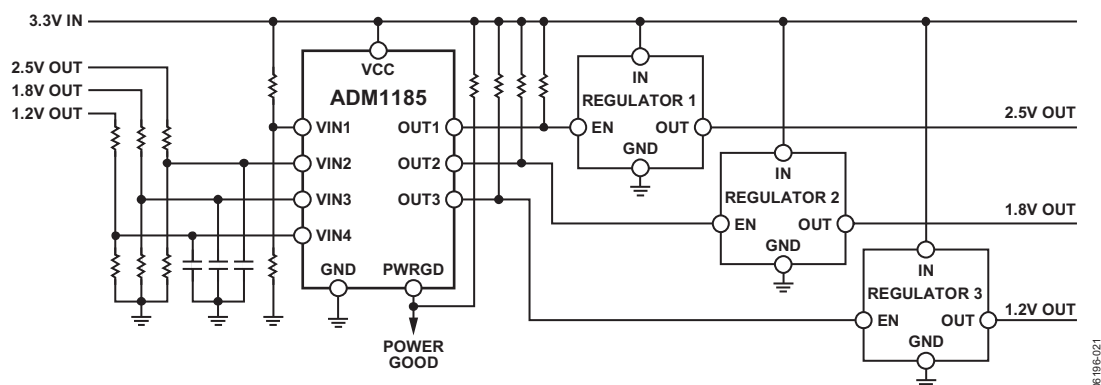 3.3V IN
2.5V OUT
1.8V OUT
1.2V OUT
VCC
ADM1185
VIN1
VIN2
VIN3
VIN4
OUT1
OUT2
OUT3
GND
PWRGD
POWER
GOOD
IN
REGULATOR 1
EN
OUT
GND
2.5V OUT
IN
REGULATOR 2
EN
OUT
GND
1.8V OUT
IN
REGULATOR 3
EN
OUT
GND
1.2V OUT
06196-021